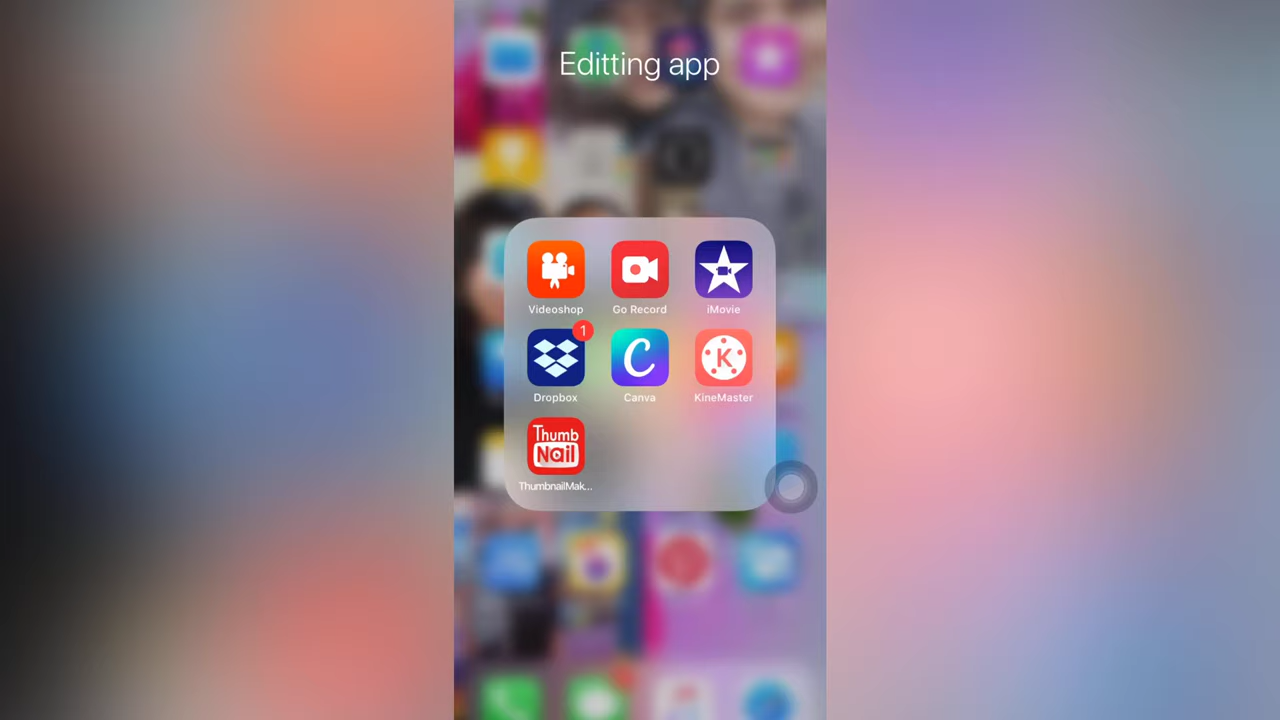 Editting app
Videoshop
Go Record
iMovie
1
Dropbox
C
Canva
K
KineMaster
Thumb
Nail
ThumbnailMak...